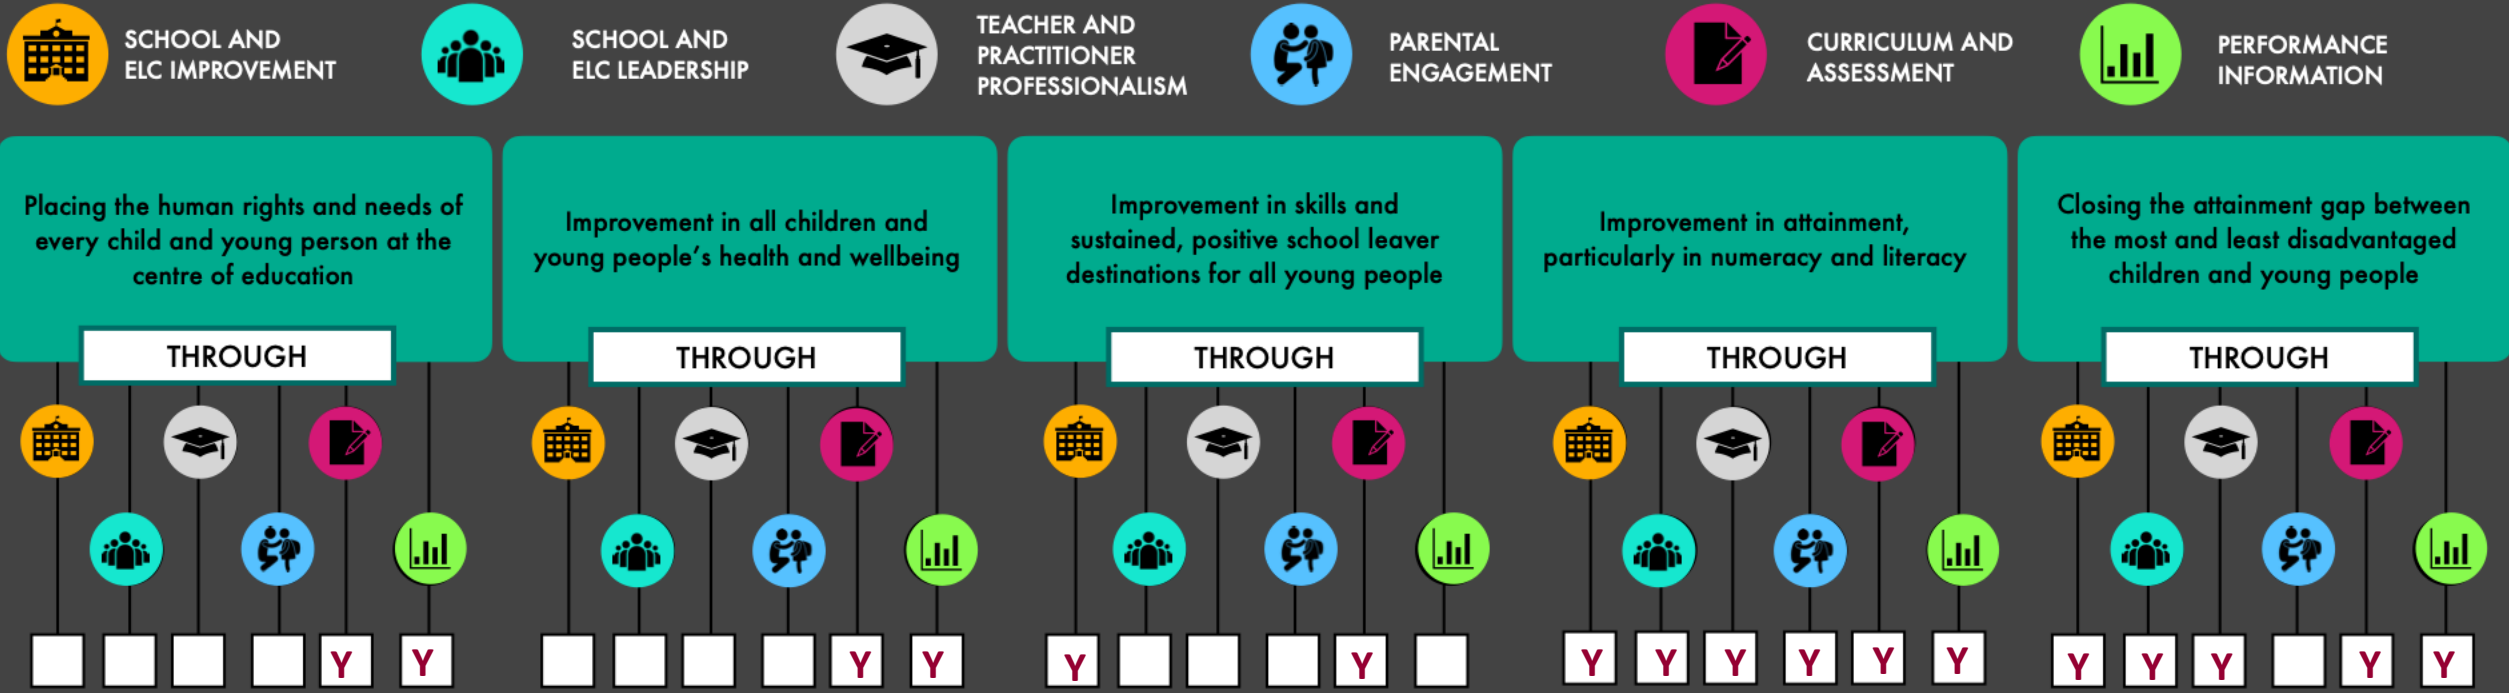 SCHOOL AND
ELC IMPROVEMENT
SCHOOL AND
ELC LEADERSHIP
TEACHER AND
PRACTITIONER
PROFESSIONALISM
PARENTAL
ENGAGEMENT
CURRICULUM AND
ASSESSMENT
PERFORMANCE
INFORMATION
Placing the human rights and needs of
every child and young person at the
centre of education
THROUGH
Y Y
Improvement in all children and
young people's health and wellbeing
THROUGH
Y Y
Improvement in skills and
sustained, positive school leaver
destinations for all young people
THROUGH
Y Y
Improvement in attainment,
particularly in numeracy and literacy
THROUGH
Y Y Y Y Y Y
Closing the attainment gap between
the most and least disadvantaged
children and young people
THROUGH
Y Y Y Y Y